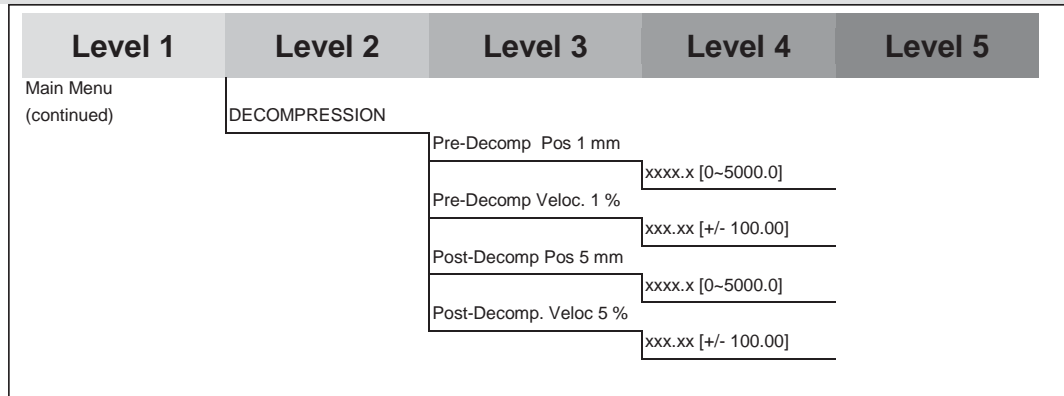 Level 1 Level 2 Level 3 Level 4 Level 5
Main Menu
(continued) DECOMPRESSION
Pre-Decomp Pos 1 mm
xxxx.x [0~5000.0]
Pre-Decomp Veloc. 1 %
xxx.xx [+/- 100.00]
Post-Decomp Pos 5 mm
xxxx.x [0~5000.0]
Post-Decomp. Veloc 5 %
xxx.xx [+/- 100.00]